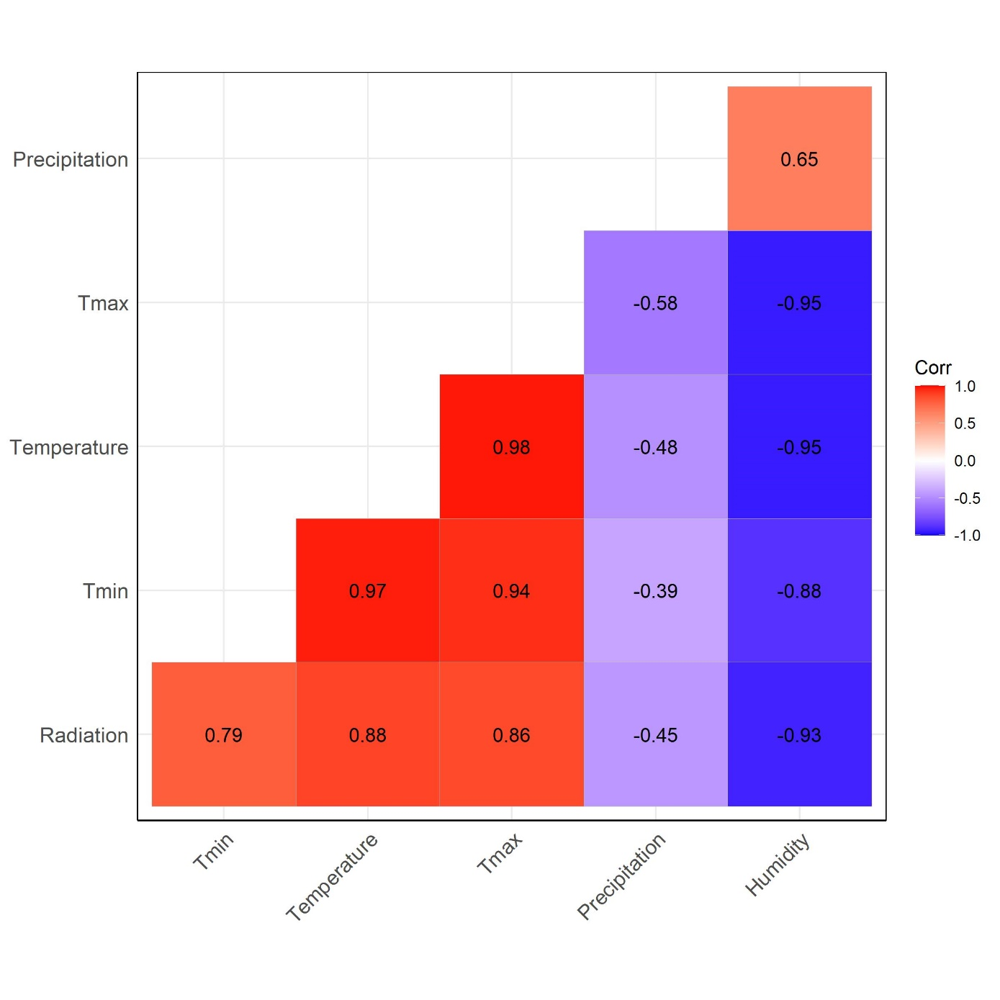 Precipitation
0.65
Tmax
-0.58
-0.95
Temperature
0.98
-0.48
-0.95
Tmin
0.97
0.94
-0.39
-0.88
Radiation
0.79
0.88
0.86
-0.45
-0.93
Tmin
Temperature
Tmax
Precipitation
Humidity
Corr
1.0
0.5
0.0
-0.5
-1.0